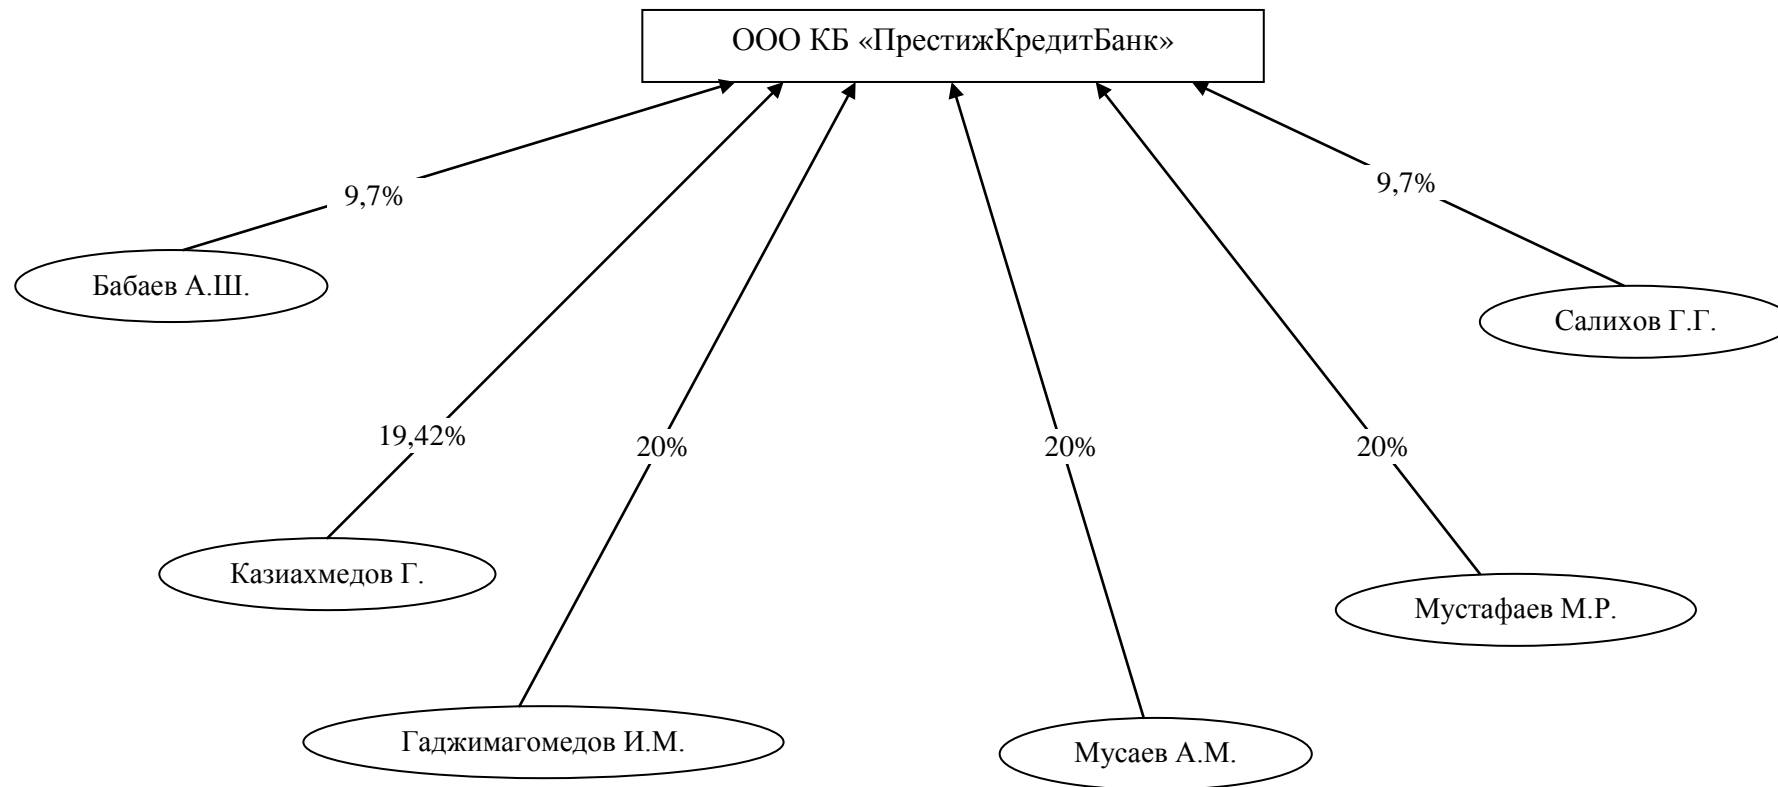 ООО КБ «ПрестижКредитБанк»
9,7%
9,7%
Бабаев А.Ш.
Салихов Г.Г.
19,42%
20%
20%
20%
Казиахмедов Г.
Мустафаев М.Р.
Гаджимагомедов И.М.
Мусаев А.М.